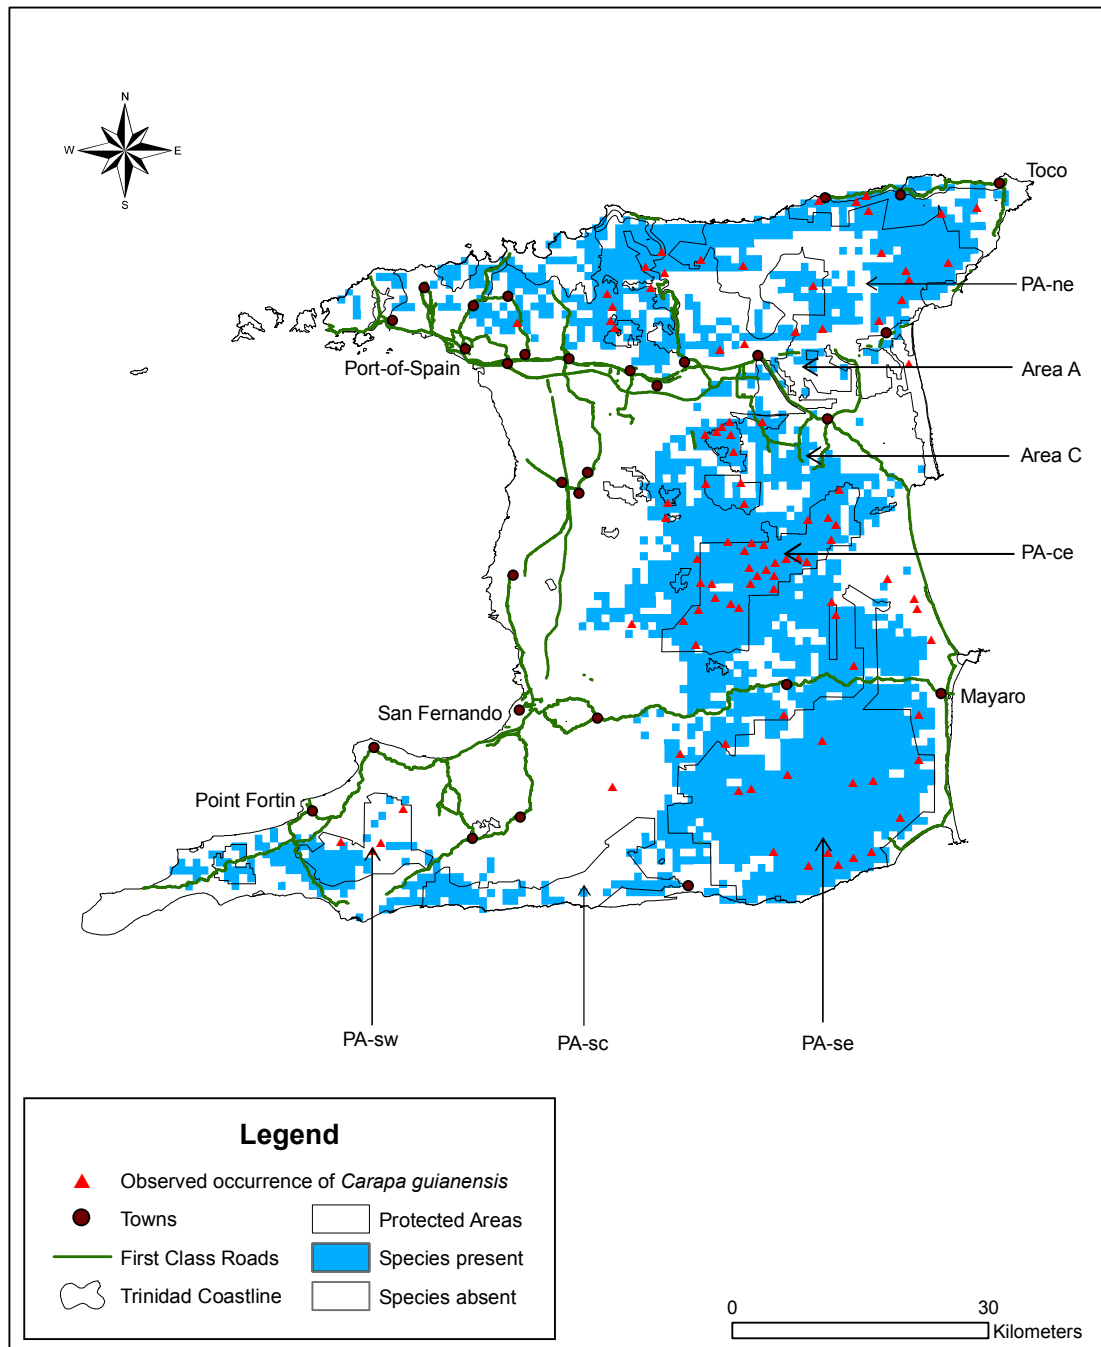 N
W
E
S
Toco
PA-ne
Port-of-Spain
Area A
Area C
PA-ce
San Fernando
Mayaro
Point Fortin
PA-sw
PA-sc
PA-se
Legend
Observed occurrence of Carapa guianensis
Towns
Protected Areas
First Class Roads
Species present
Trinidad Coastline
Species absent
0
30
Kilometers